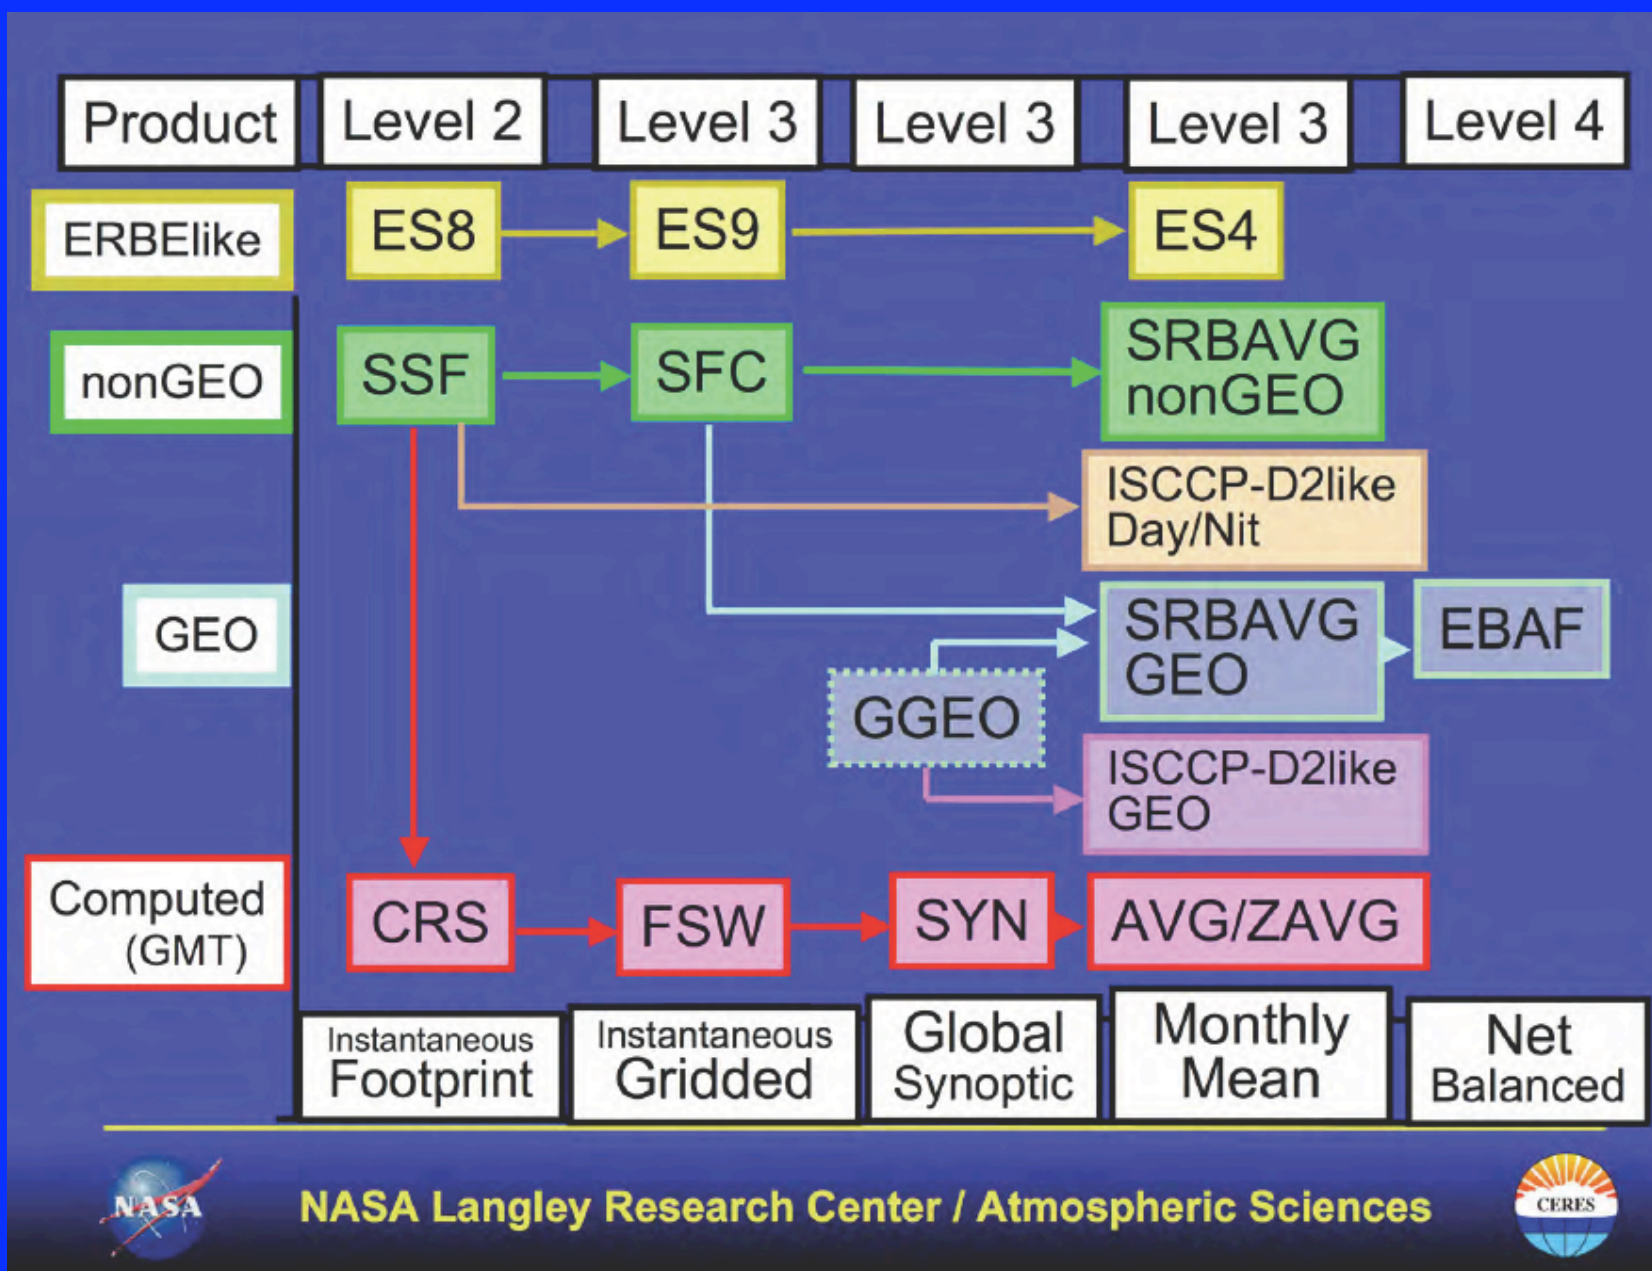 Product
Level 2
Level 3
Level 3
Level 3
Level 4
ERBElike
ES8
ES9
ES4
nonGEO
SSF
SFC
SRBAVG
nonGEO
ISCCP-D2like
Day/Nit
GEO
SRBAVG
GEO
EBAF
GGEO
ISCCP-D2like
GEO
Computed
(GMT)
CRS
FSW
SYN
AVG/ZAVG
Instantaneous
Footprint
Instantaneous
Gridded
Global
Synoptic
Monthly
Mean
Net
Balanced
NASA
NASA Langley Research Center / Atmospheric Sciences
CERES